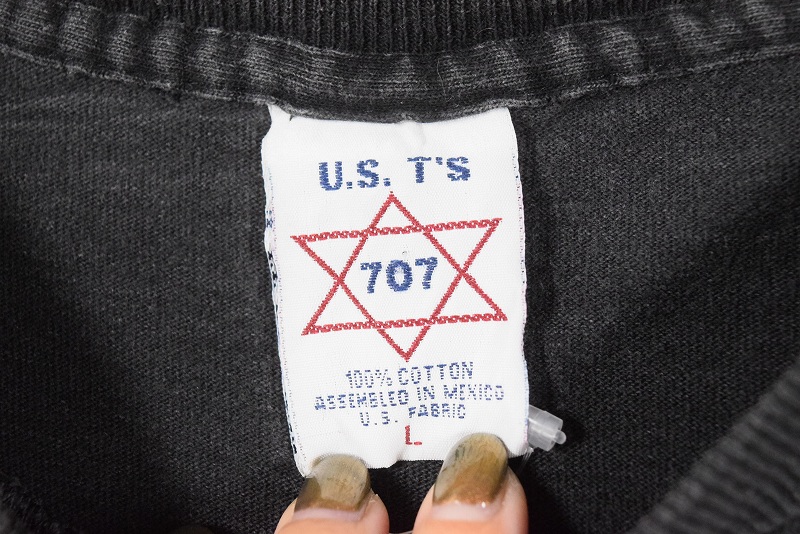 U.S. T'S
707
100% COTTON
ASSEMBLED IN MEXICO
U.S. FABRIC
L